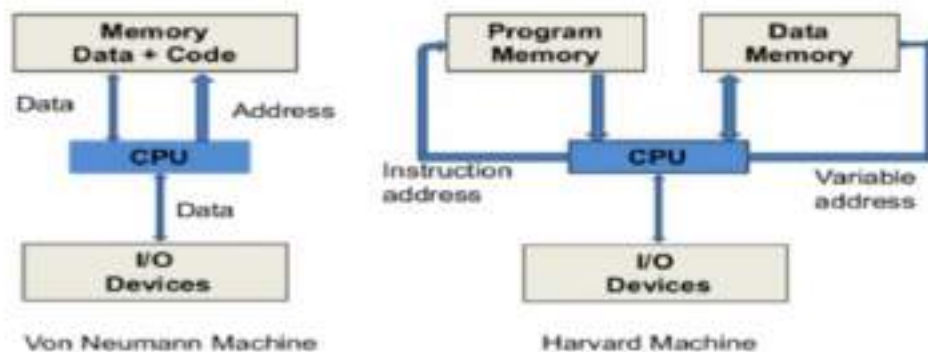 Memory
Data + Code
Data
Address
CPU
Data
I/O
Devices
Von Neumann Machine
Program
Memory
Data
Memory
CPU
Instruction
address
Variable
address
I/O
Devices
Harvard Machine